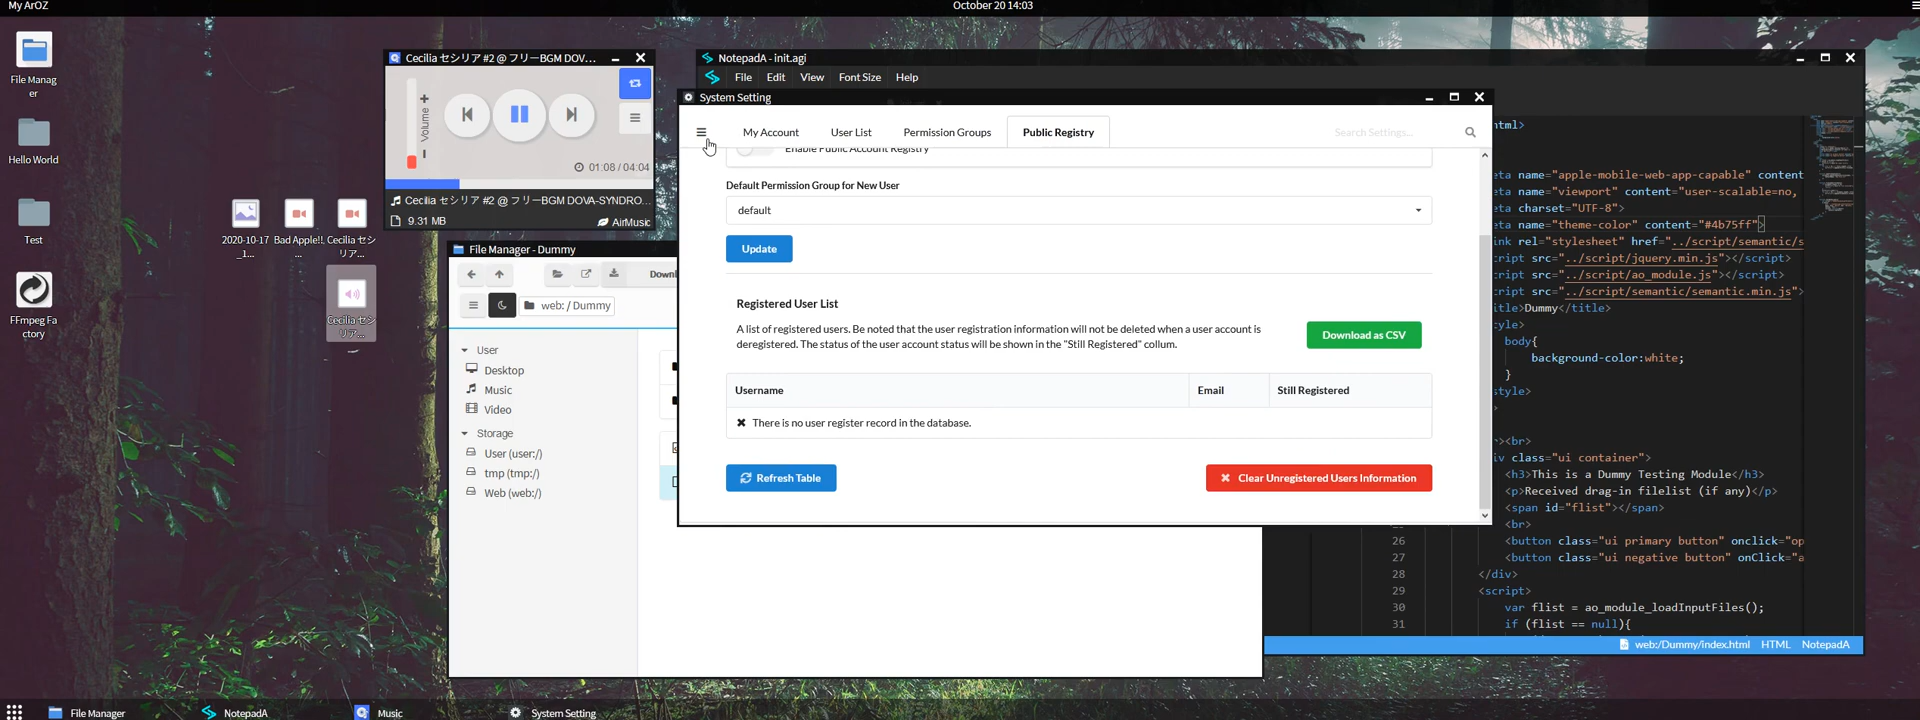 My ArOZ
October 20 14:03
File Manag
er
Hello World
Test
FFmpeg Fa
ctory
2020-10-17
_1...
Bad Apple!!,
...
Cecilia セシ
リア...
Cecilia セシ
リア...
Cecilia セシリア #2 @ フリーBGM DOV...
Volume
01:08 / 04:04
Cecilia セシリア #2 @ フリーBGM DOVA-SYNDRO...
9.31 MB
AirMusic
File Manager - Dummy
Downl
web: / Dummy
User
Desktop
Music
Video
Storage
User (user:/)
tmp (tmp:/)
Web (web:/)
NotepadA - init.agi
File Edit View Font Size Help
System Setting
My Account User List Permission Groups Public Registry Search Settings...
Enable Public Account Registry
Default Permission Group for New User
default
Update
Registered User List
A list of registered users. Be noted that the user registration information will not be deleted when a user account is
deregistered. The status of the user account status will be shown in the "Still Registered" collum.
Download as CSV
Username Email Still Registered
There is no user register record in the database.
Refresh Table
Clear Unregistered Users Information
html>
eta name="apple-mobile-web-app-capable" content
eta name="viewport" content="user-scalable=no,
eta charset="UTF-8">
eta name="theme-color" content="#4b75ff">
ink rel="stylesheet" href="../script/semantic/s
cript src="../script/jquery.min.js"></script>
cript src="../script/ao_module.js"></script>
cript src="../script/semantic/semantic.min.js">
itle>Dummy</title>
tyle>
body{
background-color:white;
}
style>
>
><br>
iv class="ui container">
<h3>This is a Dummy Testing Module</h3>
<p>Received drag-in filelist (if any)</p>
<span id="flist"></span>
<br>
26 <button class="ui primary button" onclick="op
27 <button class="ui negative button" onClick="a
28 </div>
29 <script>
30 var flist = ao_module_loadInputFiles();
31 if (flist == null){
web:/Dummy/index.html HTML NotepadA
File Manager NotepadA Music System Setting